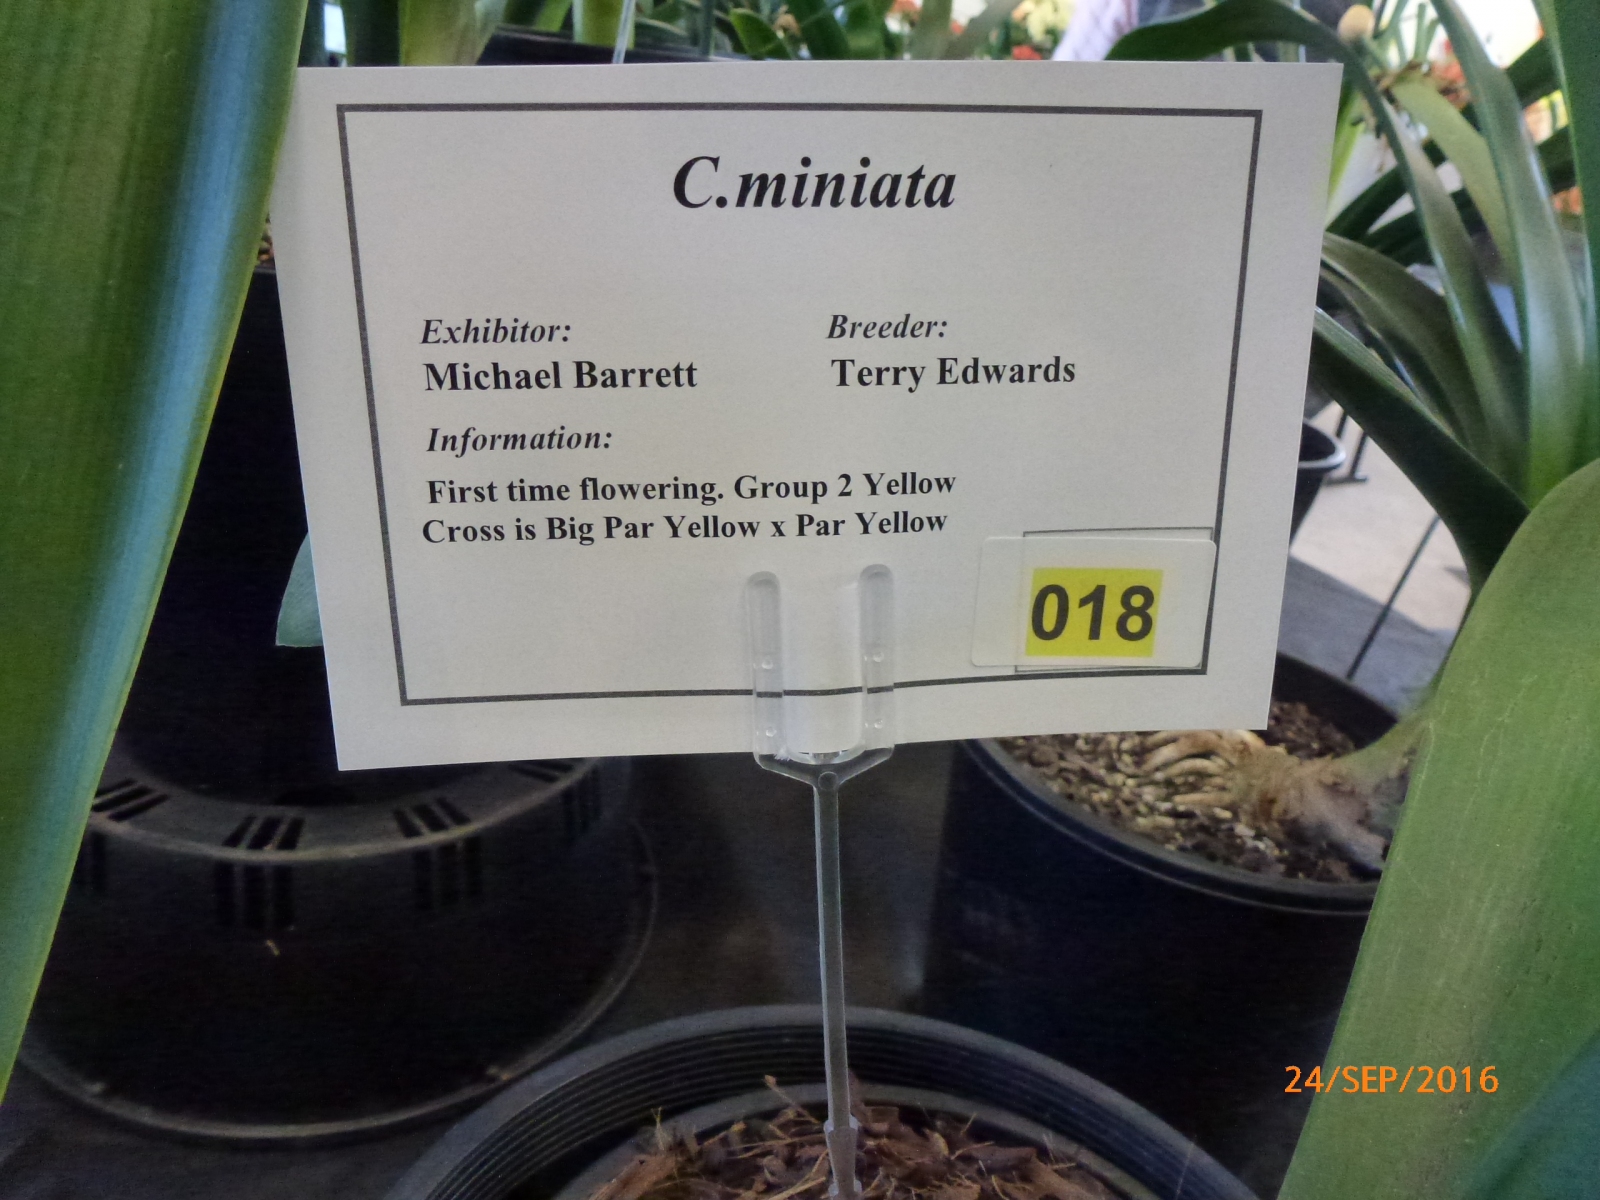 C.miniata
Exhibitor:
Michael Barrett
Breeder:
Terry Edwards
Information:
First time flowering. Group 2 Yellow
Cross is Big Par Yellow x Par Yellow
018
24/SEP/2016